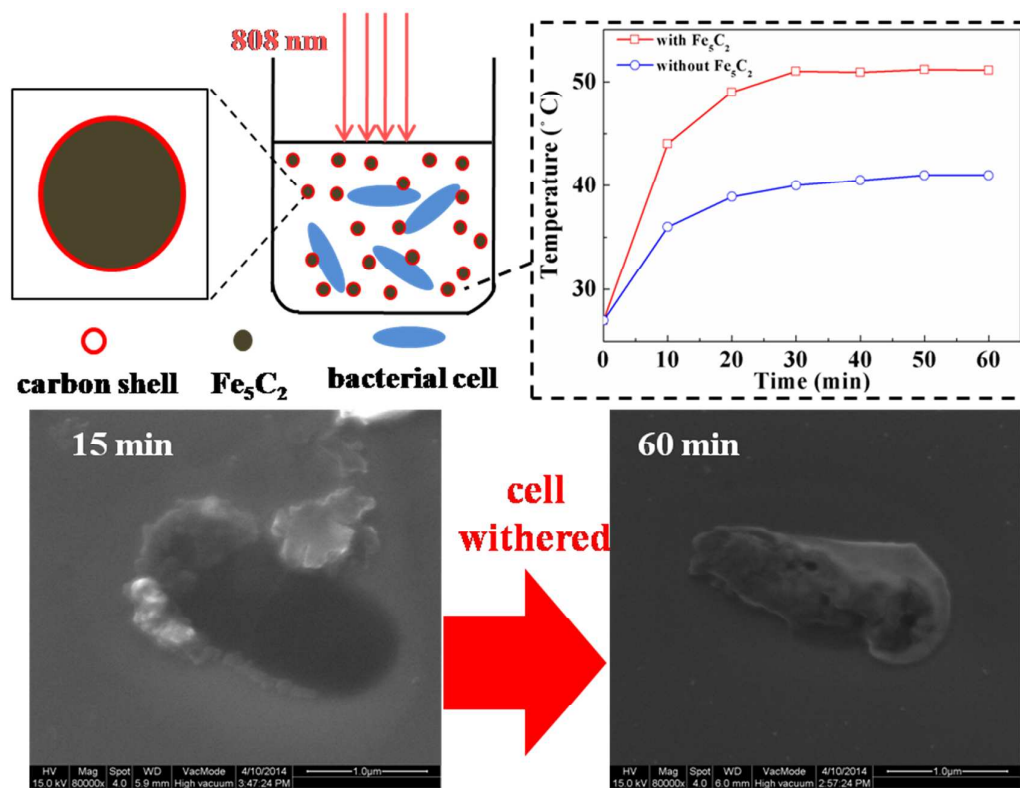 808 nm
with Fe₅C₂
without Fe₅C₂
50
40
30
Temperature (°C)
0 10 20 30 40 50 60
Time (min)
carbon shell
Fe₅C₂
bacterial cell
15 min
cell
withered
60 min
HV Mag Spot WD VacMode 4/10/2014 1.0µm
15.0 kV 80000x 4.0 5.9 mm High vacuum 3:47:24 PM
HV Mag Spot WD VacMode 4/10/2014 1.0µm
15.0 kV 80000x 4.0 6.0 mm High vacuum 2:57:24 PM